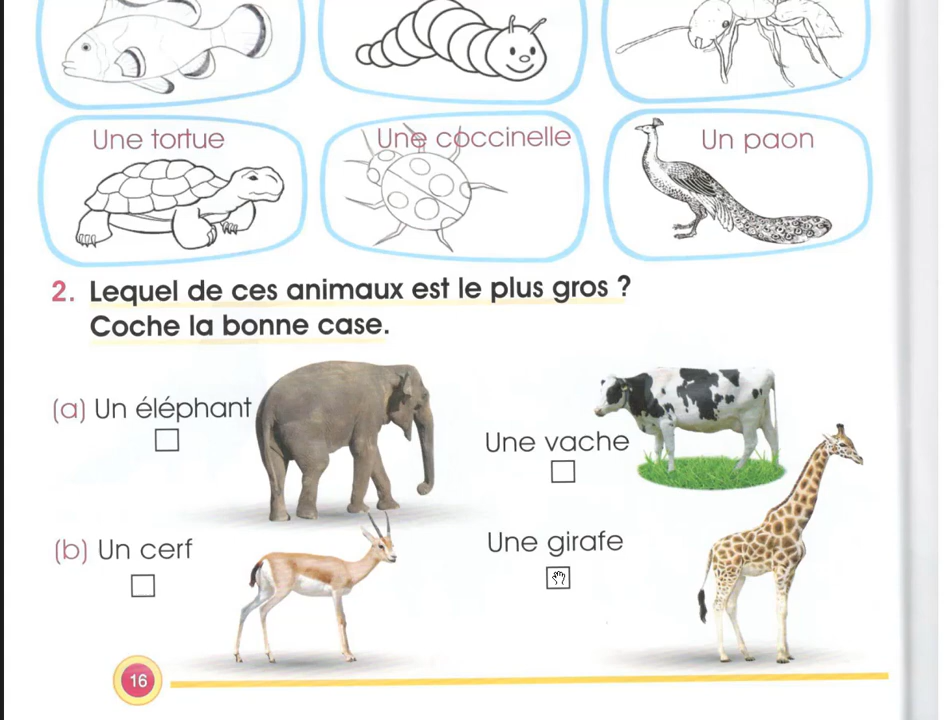 Une tortue
Une coccinelle
Un paon
2. Lequel de ces animaux est le plus gros ?
Coche la bonne case.
(a) Un éléphant
Une vache
(b) Un cerf
Une girafe
16